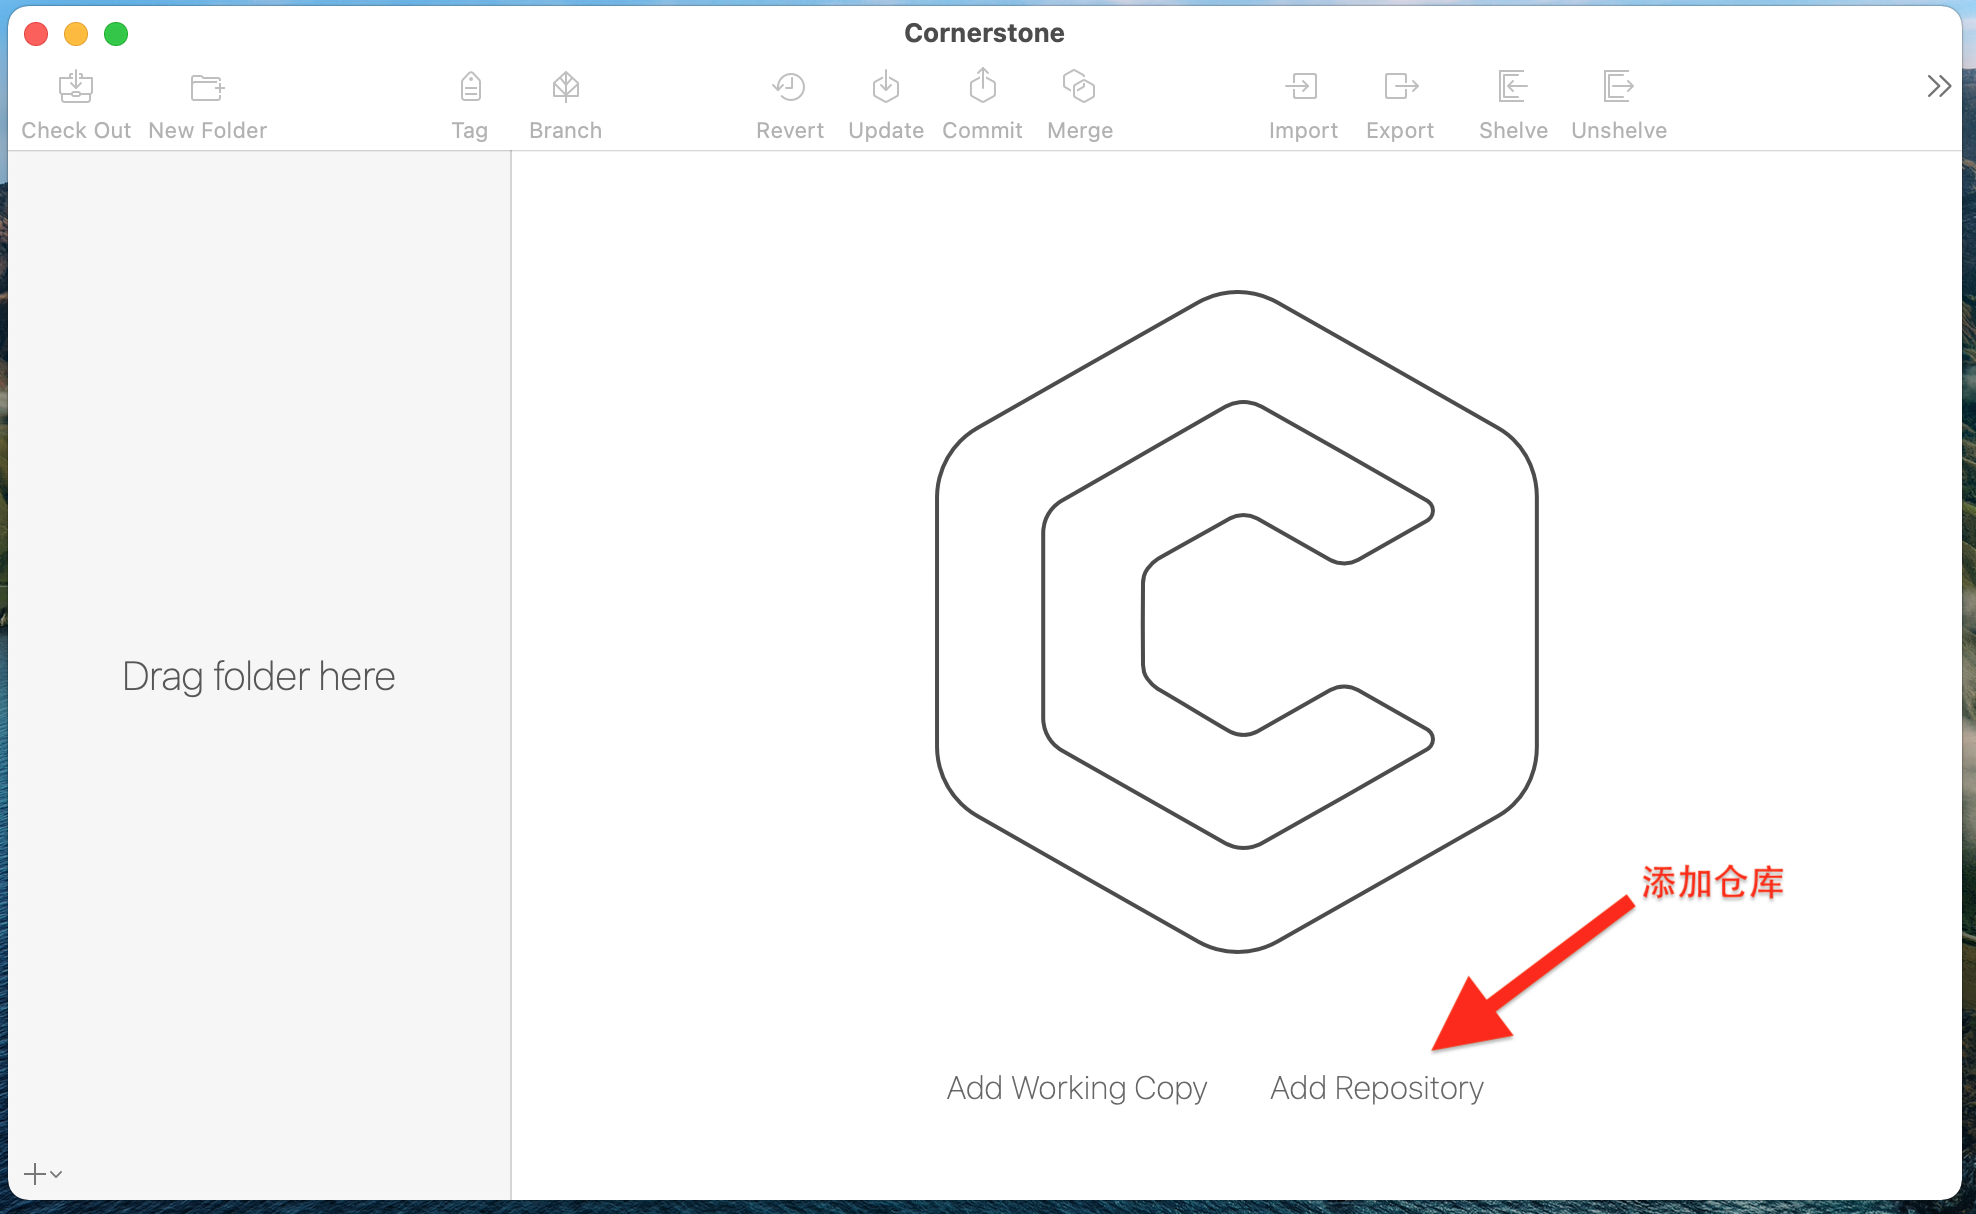 Cornerstone
Check Out New Folder Tag Branch Revert Update Commit Merge Import Export Shelve Unshelve
Drag folder here
添加仓库
Add Working Copy Add Repository